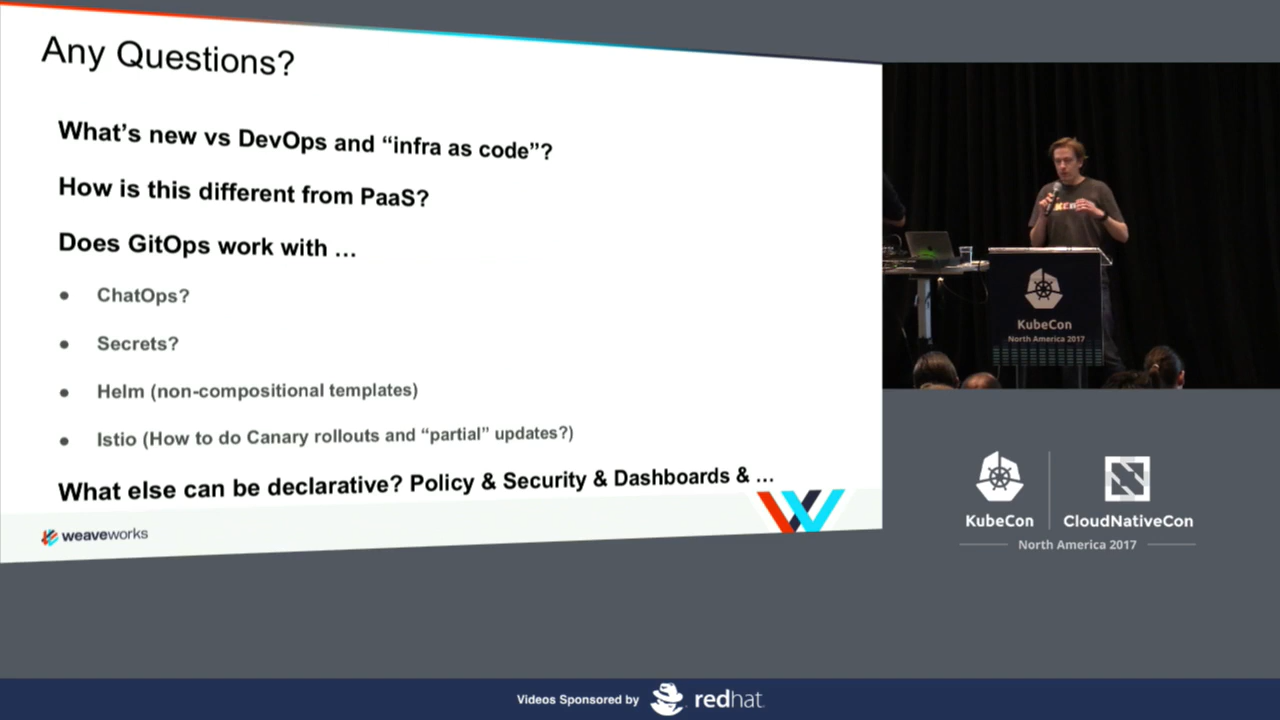 Any Questions?
What's new vs DevOps and “infra as code”?
How is this different from PaaS?
Does GitOps work with …
● ChatOps?
● Secrets?
● Helm (non-compositional templates)
● Istio (How to do Canary rollouts and “partial” updates?)
What else can be declarative? Policy & Security & Dashboards & …
weaveworks
KubeCon
North America 2017
KubeCon
CloudNativeCon
North America 2017
Videos Sponsored by redhat